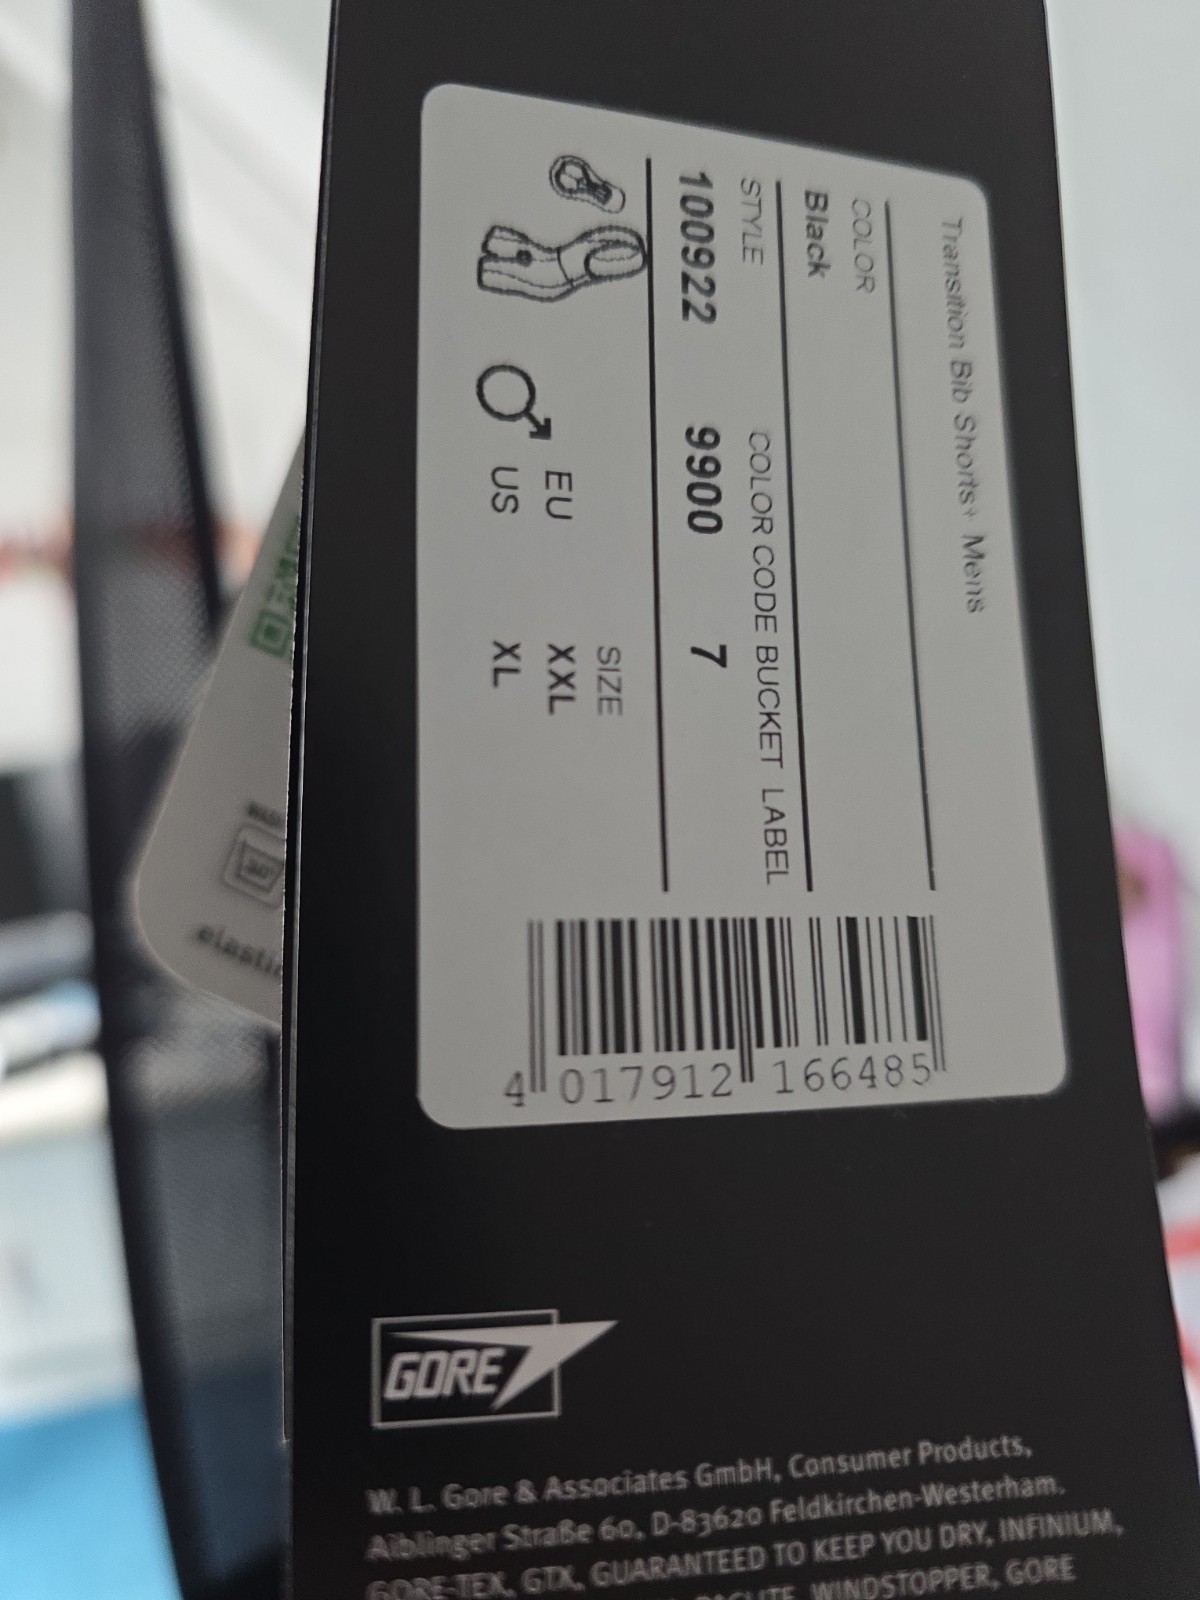 Transition Bib Shorts+ Mens
COLOR
Black
STYLE COLOR CODE BUCKET LABEL
100922 9900 7
SIZE
EU XXL
US XL
4 017912 166485
GORE
W. L. Gore & Associates GmbH, Consumer Products,
Aiblinger Straße 60, D-83620 Feldkirchen-Westerham.
GORE-TEX, GTX, GUARANTEED TO KEEP YOU DRY, INFINIUM,
WINDSTOPPER, GORE
30°
elastic